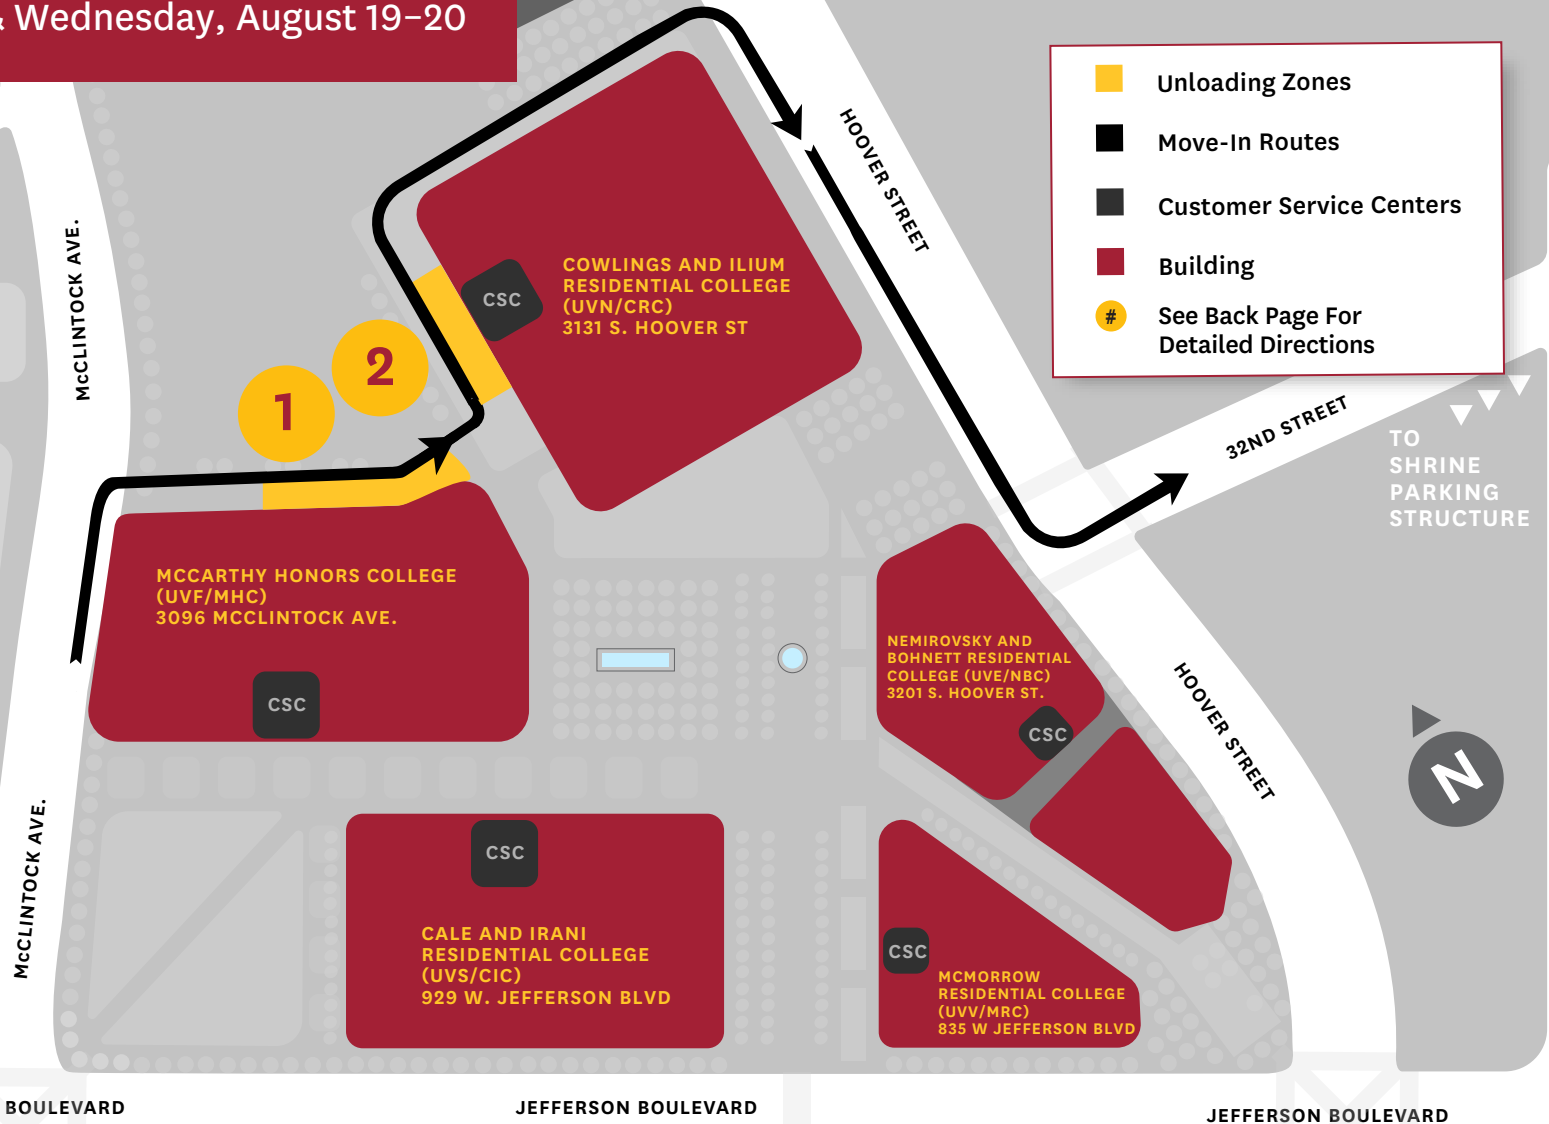 & Wednesday, August 19–20
Unloading Zones
Move-In Routes
Customer Service Centers
Building
#
See Back Page For
Detailed Directions
HOOVER STREET
McCLINTOCK AVE.
COWLINGS AND ILIUM
RESIDENTIAL COLLEGE
(UVN/CRC)
3131 S. HOOVER ST
CSC
2
1
32ND STREET
TO
SHRINE
PARKING
STRUCTURE
MCCARTHY HONORS COLLEGE
(UVF/MHC)
3096 MCCLINTOCK AVE.
CSC
NEMIROVSKY AND
BOHNETT RESIDENTIAL
COLLEGE (UVE/NBC)
3201 S. HOOVER ST.
CSC
HOOVER STREET
N
McCLINTOCK AVE.
CSC
CALE AND IRANI
RESIDENTIAL COLLEGE
(UVS/CIC)
929 W. JEFFERSON BLVD
CSC
MCMORROW
RESIDENTIAL COLLEGE
(UVV/MRC)
835 W JEFFERSON BLVD
BOULEVARD
JEFFERSON BOULEVARD
JEFFERSON BOULEVARD